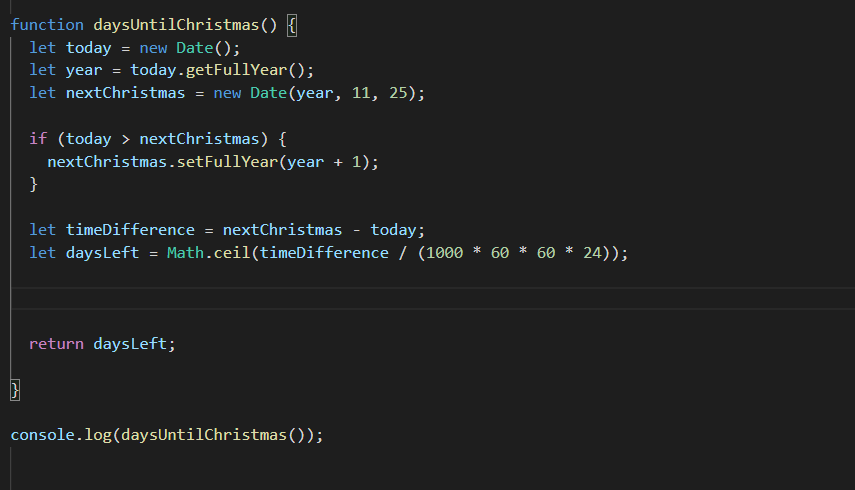 function daysUntilChristmas() {
  let today = new Date();
  let year = today.getFullYear();
  let nextChristmas = new Date(year, 11, 25);
  if (today > nextChristmas) {
    nextChristmas.setFullYear(year + 1);
  }
  let timeDifference = nextChristmas - today;
  let daysLeft = Math.ceil(timeDifference / (1000 * 60 * 60 * 24));
  return daysLeft;
}
console.log(daysUntilChristmas());